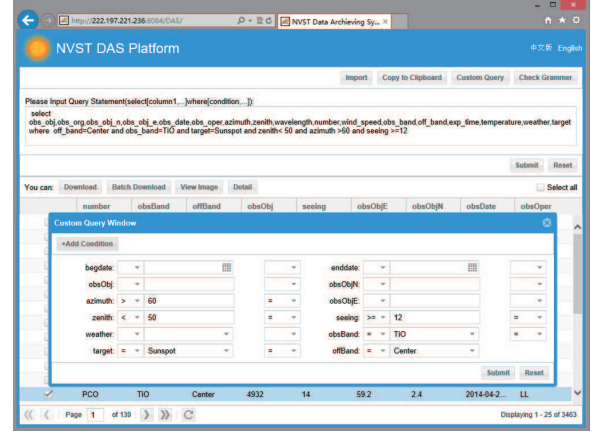 http://222.197.221.236:8084/DAS/
NVST Data Archieving Sy...
NVST DAS Platform
中文版 English
Import Copy to Clipboard Custom Query Check Grammer
Please Input Query Statement(select[column1,...]where[condition,...]):
select
obs_obj,obs_org,obs_obj_n,obs_obj_e,obs_date,obs_oper,azimuth,zenith,wavelength,number,wind_speed,obs_band,off_band,exp_time,temperature,weather,target
where off_band=Center and obs_band=TiO and target=Sunspot and zenith< 50 and azimuth >60 and seeing >=12
Submit Reset
You can: Download Batch Download View Image Detail Select all
number obsBand offBand obsObj seeing obsObjE obsObjN obsDate obsOper
Custom Query Window
+Add Condition
begdate: enddate:
obsObj: obsObjN:
azimuth: > 60 = obsObjE:
zenith: < 50 = seeing: >= 12 =
weather: obsBand: = TiO =
target: = Sunspot = offBand: = Center
Submit Reset
PCO TiO Center 4932 14 59.2 2.4 2014-04-2... LL
Page 1 of 139 Displaying 1 - 25 of 3463